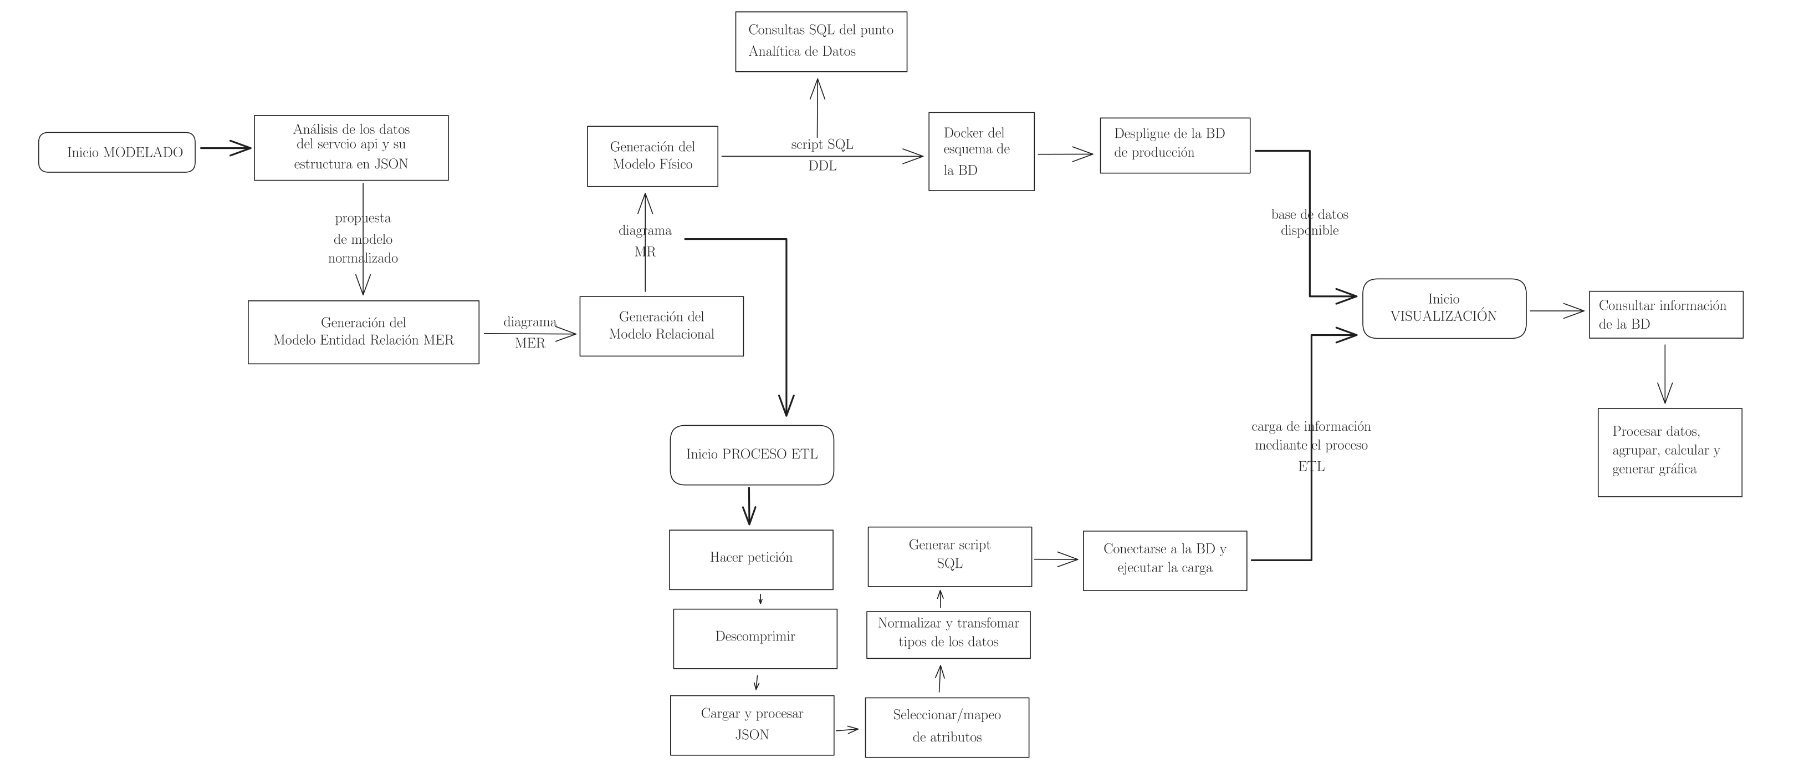 Consultas SQL del punto
Analítica de Datos
Inicio MODELADO
Análisis de los datos
del servcio api y su
estructura en JSON
propuesta
de modelo
normalizado
Generación del
Modelo Entidad Relación MER
diagrama
MER
Generación del
Modelo Relacional
diagrama
MR
Generación del
Modelo Físico
script SQL
DDL
Docker del
esquema de
la BD
Despligue de la BD
de producción
base de datos
disponible
Inicio
VISUALIZACIÓN
Consultar información
de la BD
Procesar datos,
agrupar, calcular y
generar gráfica
Inicio PROCESO ETL
Hacer petición
Descomprimir
Cargar y procesar
JSON
Seleccionar/mapeo
de atributos
Normalizar y transfomar
tipos de los datos
Generar script
SQL
Conectarse a la BD y
ejecutar la carga
carga de información
mediante el proceso
ETL